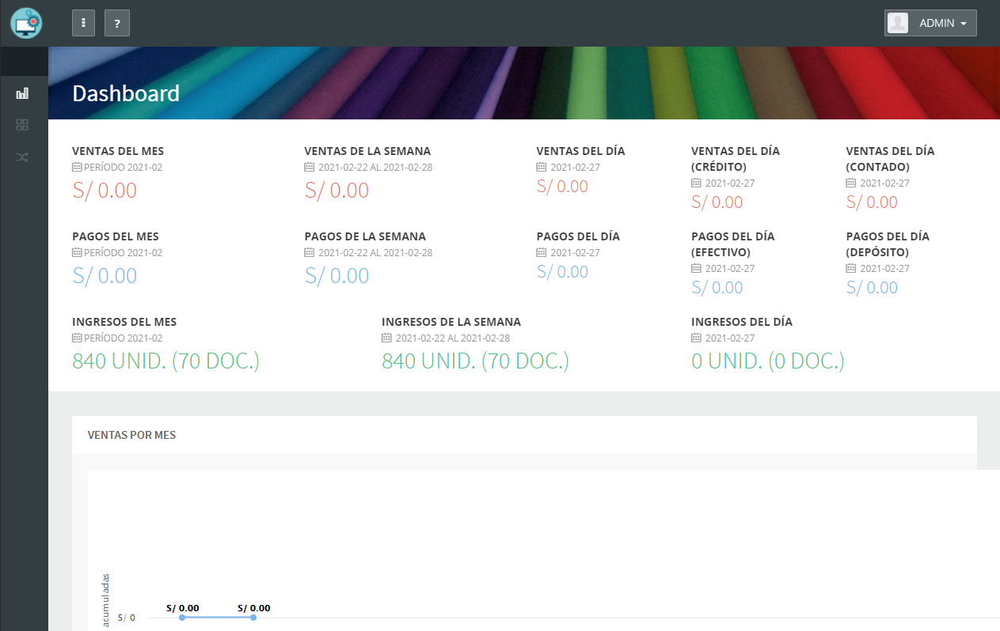 ?
ADMIN
Dashboard
VENTAS DEL MES
PERÍODO 2021-02
S/ 0.00
VENTAS DE LA SEMANA
2021-02-22 AL 2021-02-28
S/ 0.00
VENTAS DEL DÍA
2021-02-27
S/ 0.00
VENTAS DEL DÍA
(CRÉDITO)
2021-02-27
S/ 0.00
VENTAS DEL DÍA
(CONTADO)
2021-02-27
S/ 0.00
PAGOS DEL MES
PERÍODO 2021-02
S/ 0.00
PAGOS DE LA SEMANA
2021-02-22 AL 2021-02-28
S/ 0.00
PAGOS DEL DÍA
2021-02-27
S/ 0.00
PAGOS DEL DÍA
(EFECTIVO)
2021-02-27
S/ 0.00
PAGOS DEL DÍA
(DEPÓSITO)
2021-02-27
S/ 0.00
INGRESOS DEL MES
PERÍODO 2021-02
840 UNID. (70 DOC.)
INGRESOS DE LA SEMANA
2021-02-22 AL 2021-02-28
840 UNID. (70 DOC.)
INGRESOS DEL DÍA
2021-02-27
0 UNID. (0 DOC.)
VENTAS POR MES
acumuladas
S/ 0
S/ 0.00
S/ 0.00